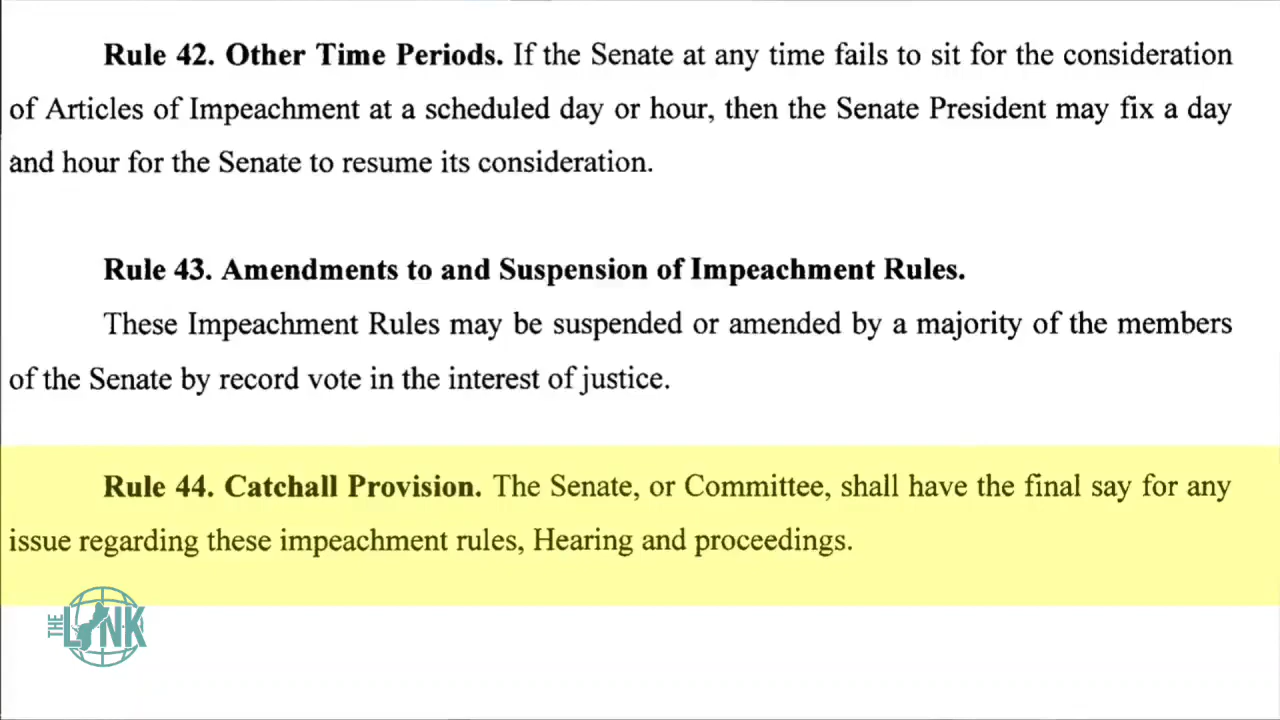 Rule 42. Other Time Periods. If the Senate at any time fails to sit for the consideration
of Articles of Impeachment at a scheduled day or hour, then the Senate President may fix a day
and hour for the Senate to resume its consideration.
Rule 43. Amendments to and Suspension of Impeachment Rules.
These Impeachment Rules may be suspended or amended by a majority of the members
of the Senate by record vote in the interest of justice.
Rule 44. Catchall Provision. The Senate, or Committee, shall have the final say for any
issue regarding these impeachment rules, Hearing and proceedings.
THE LINK